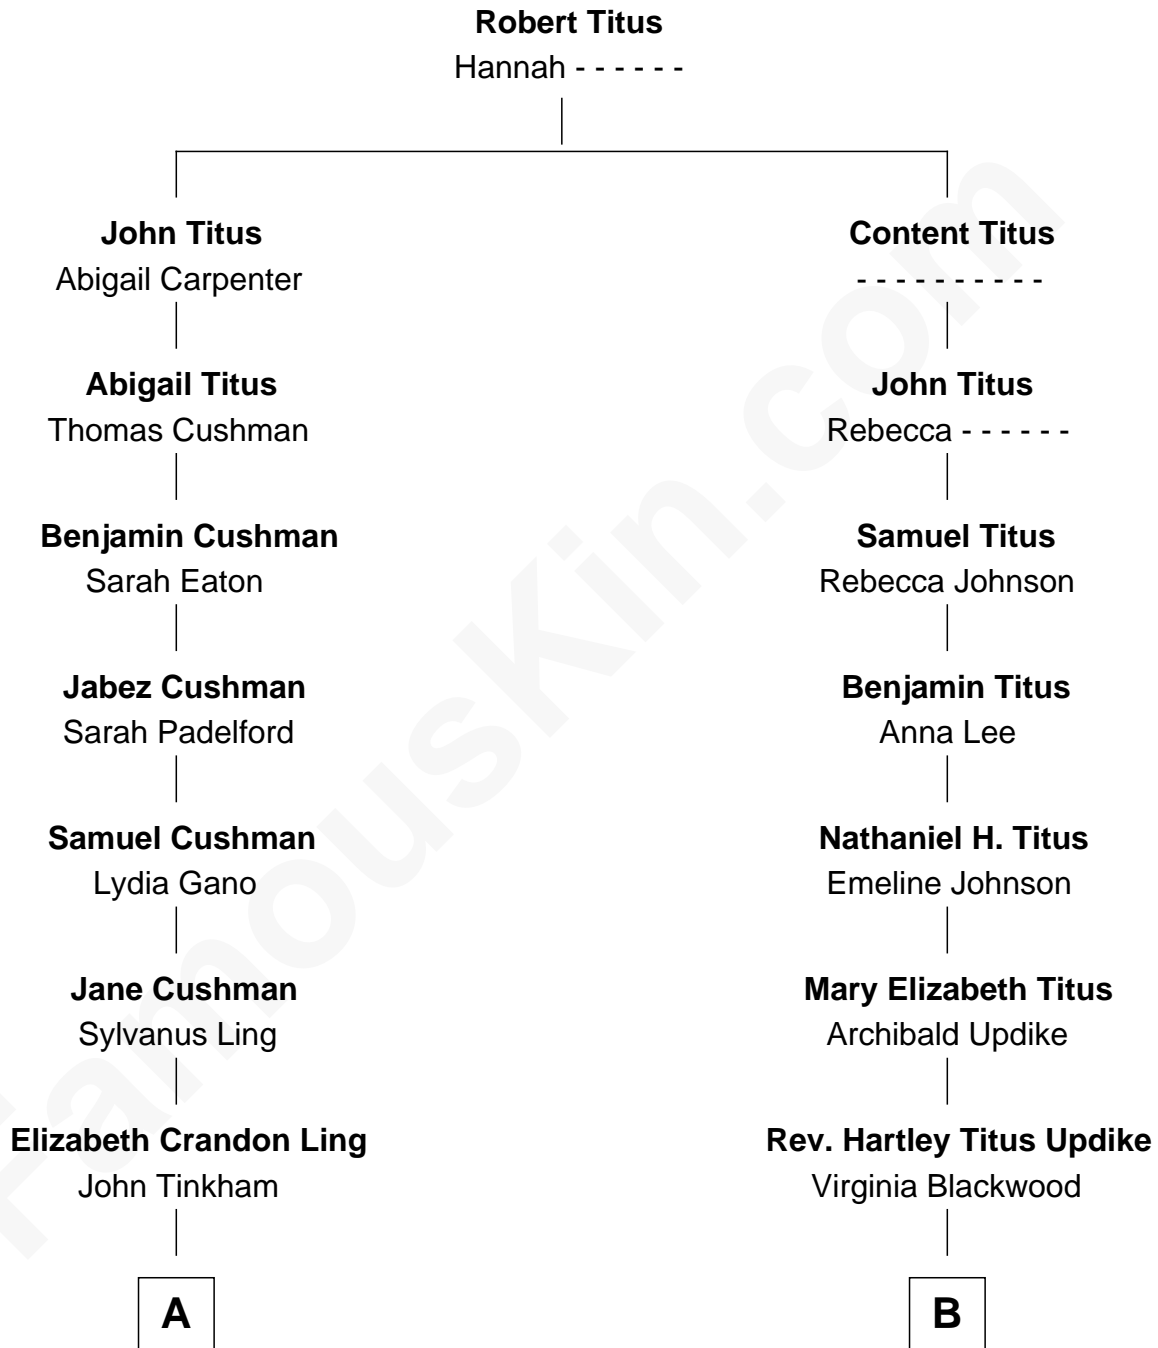 Robert Titus
Hannah - - - - - -
John Titus
Abigail Carpenter
Content Titus
- - - - - - - - - -
Abigail Titus
Thomas Cushman
John Titus
Rebecca - - - - - -
Benjamin Cushman
Sarah Eaton
Samuel Titus
Rebecca Johnson
Jabez Cushman
Sarah Padelford
Benjamin Titus
Anna Lee
Samuel Cushman
Lydia Gano
Nathaniel H. Titus
Emeline Johnson
Jane Cushman
Sylvanus Ling
Mary Elizabeth Titus
Archibald Updike
Elizabeth Crandon Ling
John Tinkham
Rev. Hartley Titus Updike
Virginia Blackwood
A
B
FamousKin.com